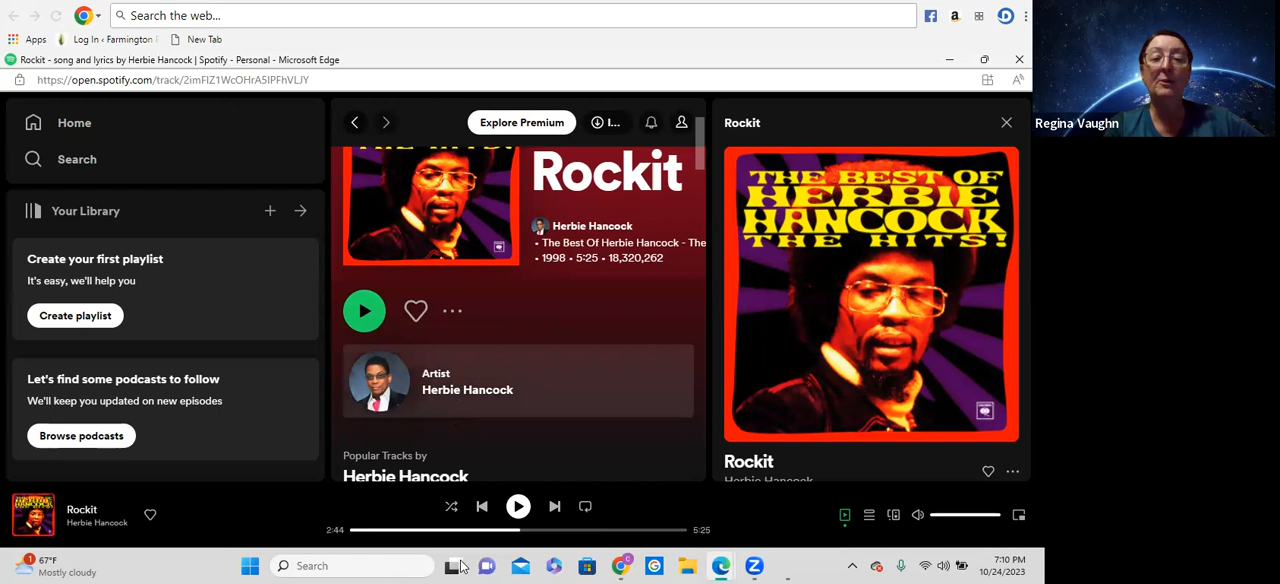 Search the web...
Apps
Log In ‹ Farmington
New Tab
Rockit - song and lyrics by Herbie Hancock | Spotify - Personal - Microsoft Edge
https://open.spotify.com/track/2imFIZ1WcOHrA5IPFhVLJY
Home
Search
Your Library
Create your first playlist
It's easy, we'll help you
Create playlist
Let's find some podcasts to follow
We'll keep you updated on new episodes
Browse podcasts
Explore Premium
I...
Rockit
Herbie Hancock
• The Best Of Herbie Hancock - The
• 1998 • 5:25 • 18,320,262
Artist
Herbie Hancock
Popular Tracks by
Herbie Hancock
Rockit
THE BEST OF
HERBIE
HANCOCK
THE HITS!
Rockit
Herbie Hancock
Regina Vaughn
Rockit
Herbie Hancock
2:44
5:25
67°F
Mostly cloudy
Search
7:10 PM
10/24/2023